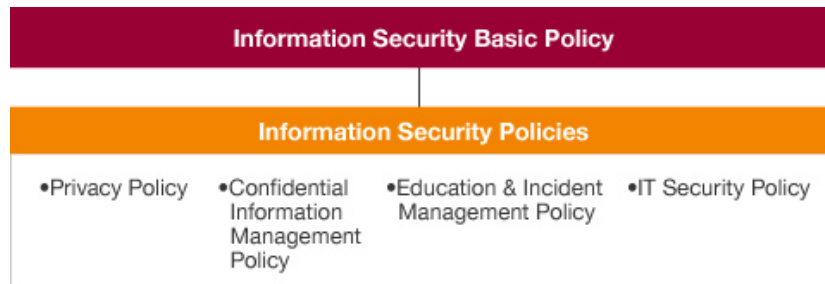 Information Security Basic Policy
Information Security Policies
•Privacy Policy
•Confidential
Information
Management
Policy
•Education & Incident
Management Policy
•IT Security Policy